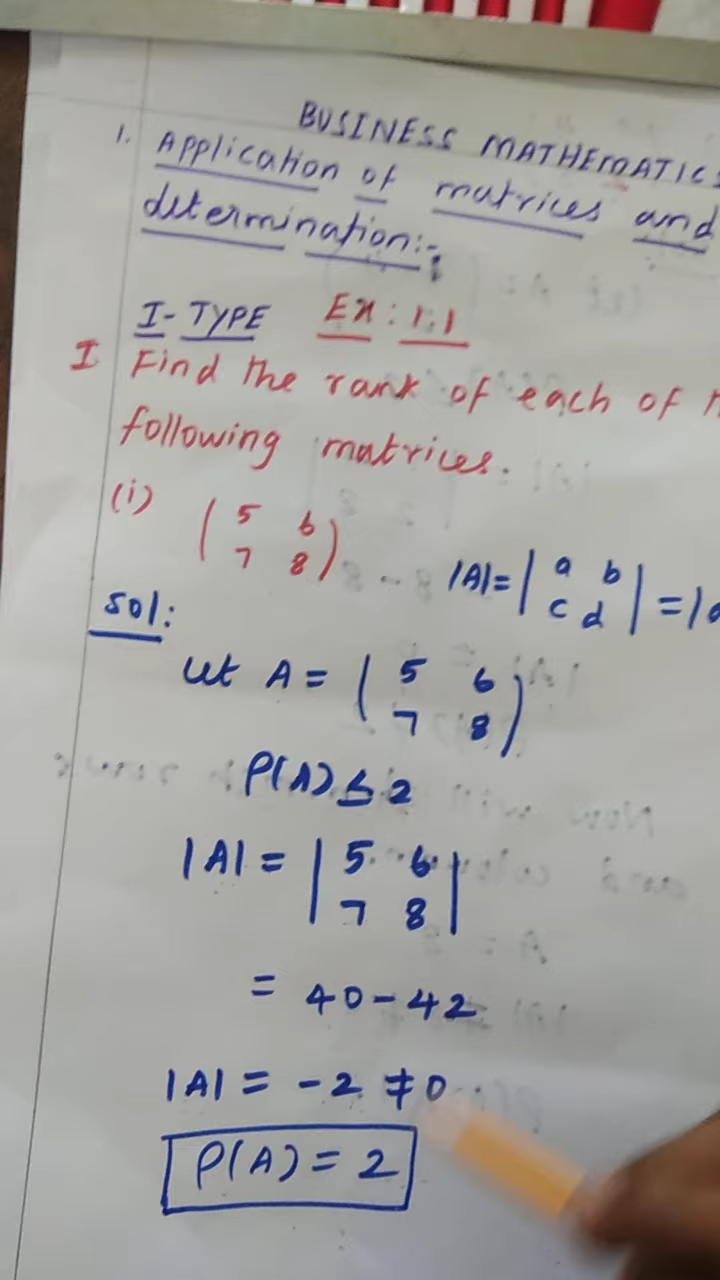 BUSINESS MATHEMATICS
1. Application of matrices and
determination:-
I-TYPE Ex: 1.1
I Find the rank of each of
following matrices.
(i) ( 5 6
7 8 )
|A| = | a b
c d | =
Sol:
let A = ( 5 6
7 8 )
ρ(A) ≤ 2
|A| = | 5 6
7 8 |
= 40 - 42
|A| = -2 ≠ 0
ρ(A) = 2